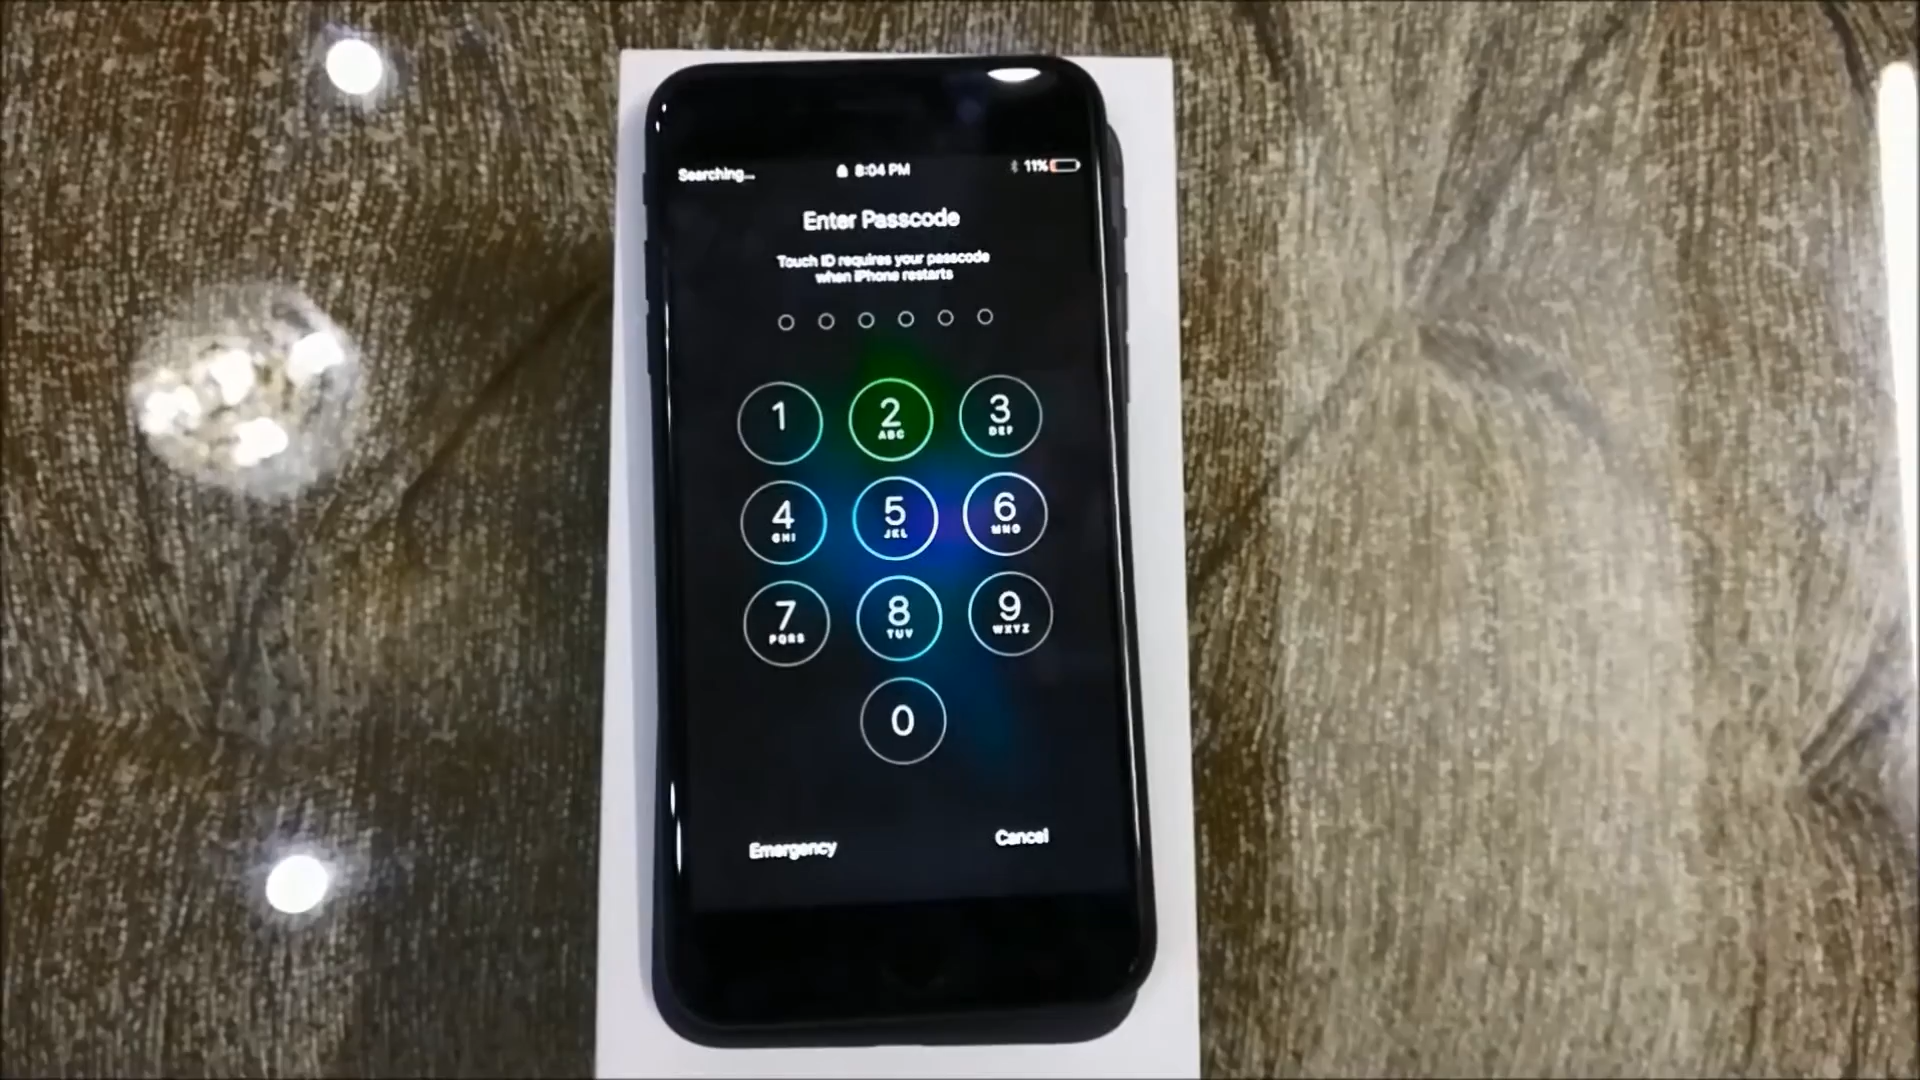 Searching... 8:04 PM 11%
Enter Passcode
Touch ID requires your passcode
when iPhone restarts
1 2 3
ABC DEF
4 5 6
GHI JKL MNO
7 8 9
PQRS TUV WXYZ
0
Emergency Cancel